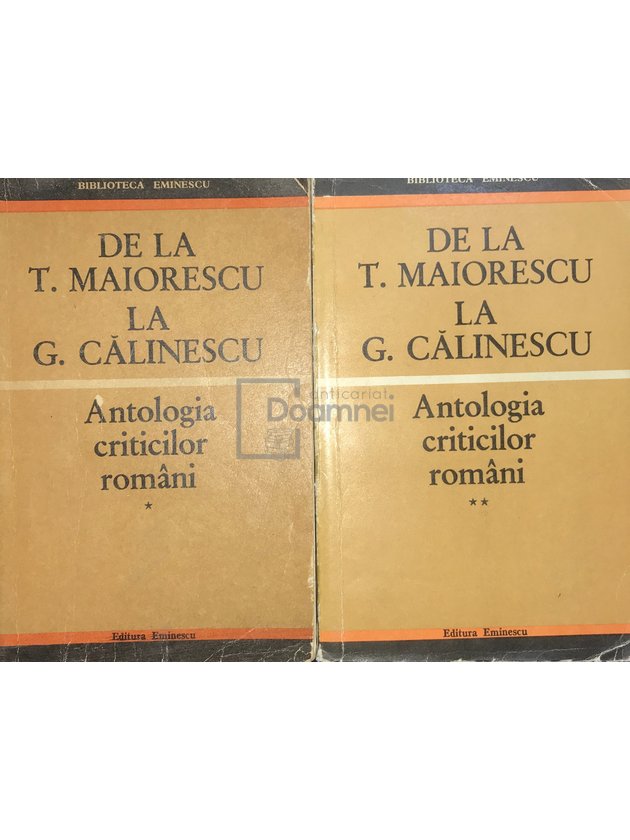 BIBLIOTECA EMINESCU
DE LA
T. MAIORESCU
LA
G. CĂLINESCU
Antologia
criticilor
români
*
Editura Eminescu
BIBLIOTECA EMINESCU
DE LA
T. MAIORESCU
LA
G. CĂLINESCU
Antologia
criticilor
români
**
Editura Eminescu
anticariat
Doamnei